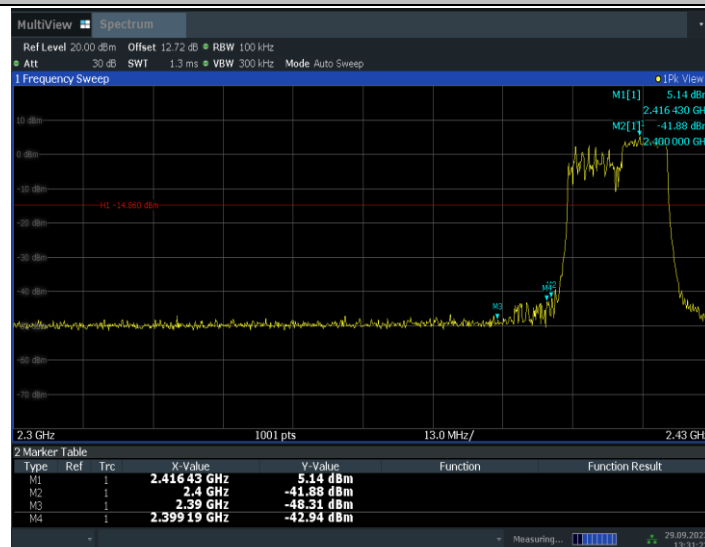 MultiView Spectrum
Ref Level 20.00 dBm Offset 12.72 dB RBW 100 kHz
Att 30 dB SWT 1.3 ms VBW 300 kHz Mode Auto Sweep
1 Frequency Sweep 1Pk View
M1[1] 5.14 dBm
2.416 430 GH
M2[1] -41.88 dBm
2.400 000 GH
10 dBm
0 dBm
-10 dBm
H1 -14.860 dBm
-20 dBm
-30 dBm
-40 dBm
M3
-60 dBm
-70 dBm
2.3 GHz 1001 pts 13.0 MHz/ 2.43 GH
2 Marker Table
Type Ref Trc X-Value Y-Value Function Function Result
M1 1 2.416 43 GHz 5.14 dBm
M2 1 2.4 GHz -41.88 dBm
M3 1 2.39 GHz -48.31 dBm
M4 1 2.399 19 GHz -42.94 dBm
Measuring... 29.09.202
13:31:2